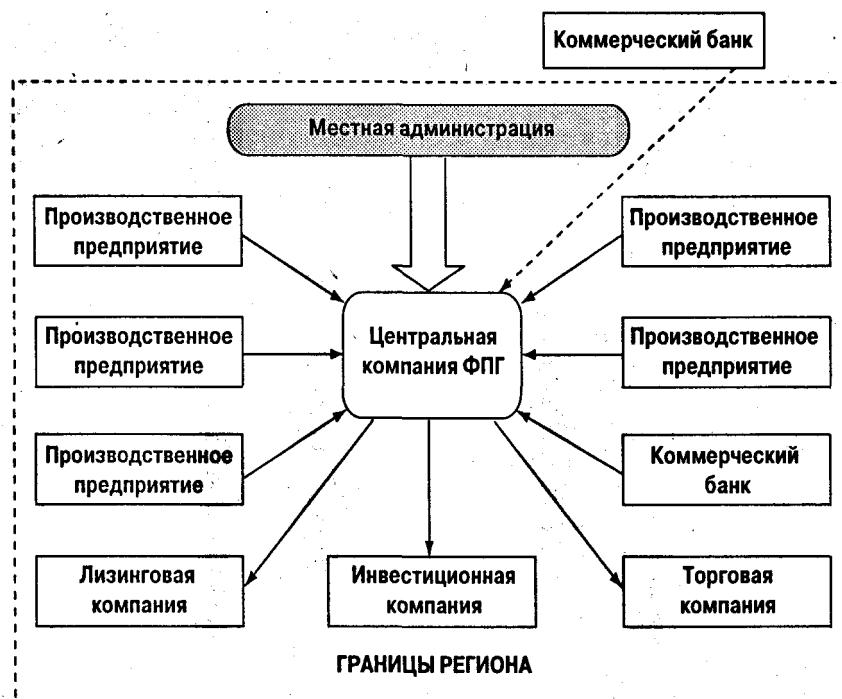 Коммерческий банк
Местная администрация
Производственное
предприятие
Производственное
предприятие
Центральная
компания ФПГ
Производственное
предприятие
Производственное
предприятие
Производственное
предприятие
Коммерческий
банк
Лизинговая
компания
Инвестиционная
компания
Торговая
компания
ГРАНИЦЫ РЕГИОНА